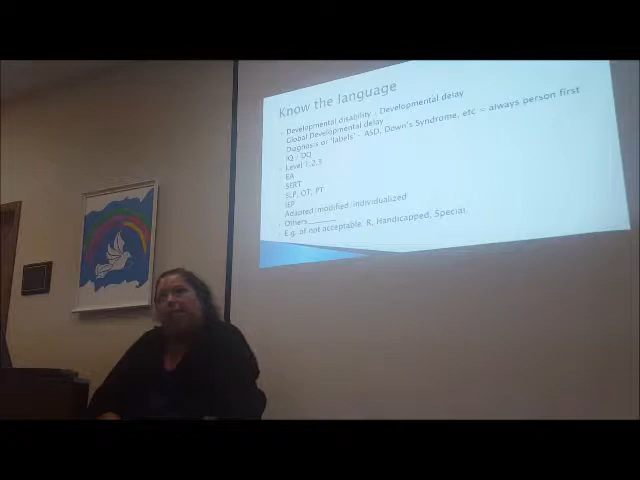 Know the language
Developmental disability / Developmental delay
Global Developmental delay
Diagnosis or 'labels' - ASD, Down's Syndrome, etc = always person first
IQ / DQ
Level 1,2,3
EA
SERT
SLP, OT, PT
IEP
Adapted/modified/individualized
Others______
E.g. of not acceptable: R, Handicapped, Special,